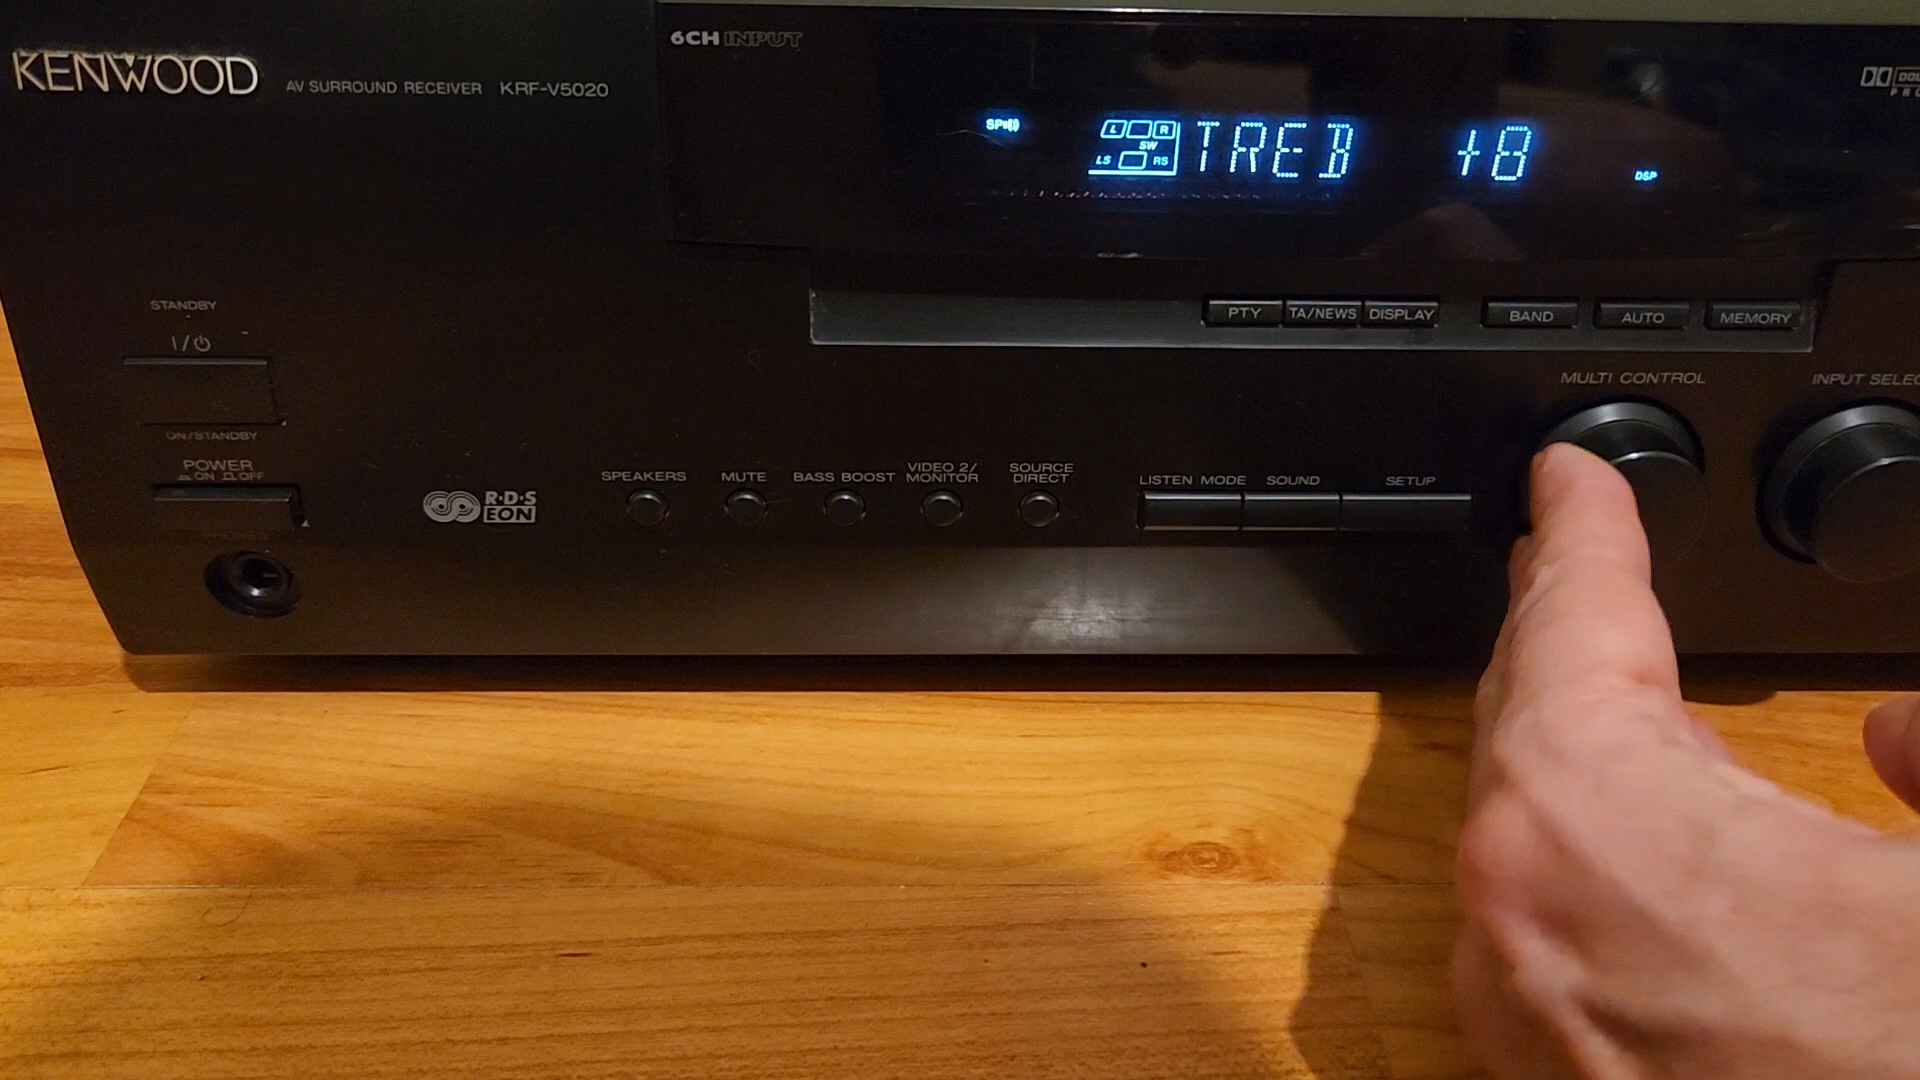 6CH INPUT
KENWOOD
AV SURROUND RECEIVER KRF-V5020
SP
L R
SW
LS RS
TREB +8
DSP
PTY TA/NEWS DISPLAY BAND AUTO MEMORY
STANDBY
ON/STANDBY
POWER
ON OFF
PHONES
R·D·S
EON
SPEAKERS MUTE BASS BOOST VIDEO 2/
MONITOR SOURCE
DIRECT
LISTEN MODE SOUND SETUP
MULTI CONTROL
INPUT